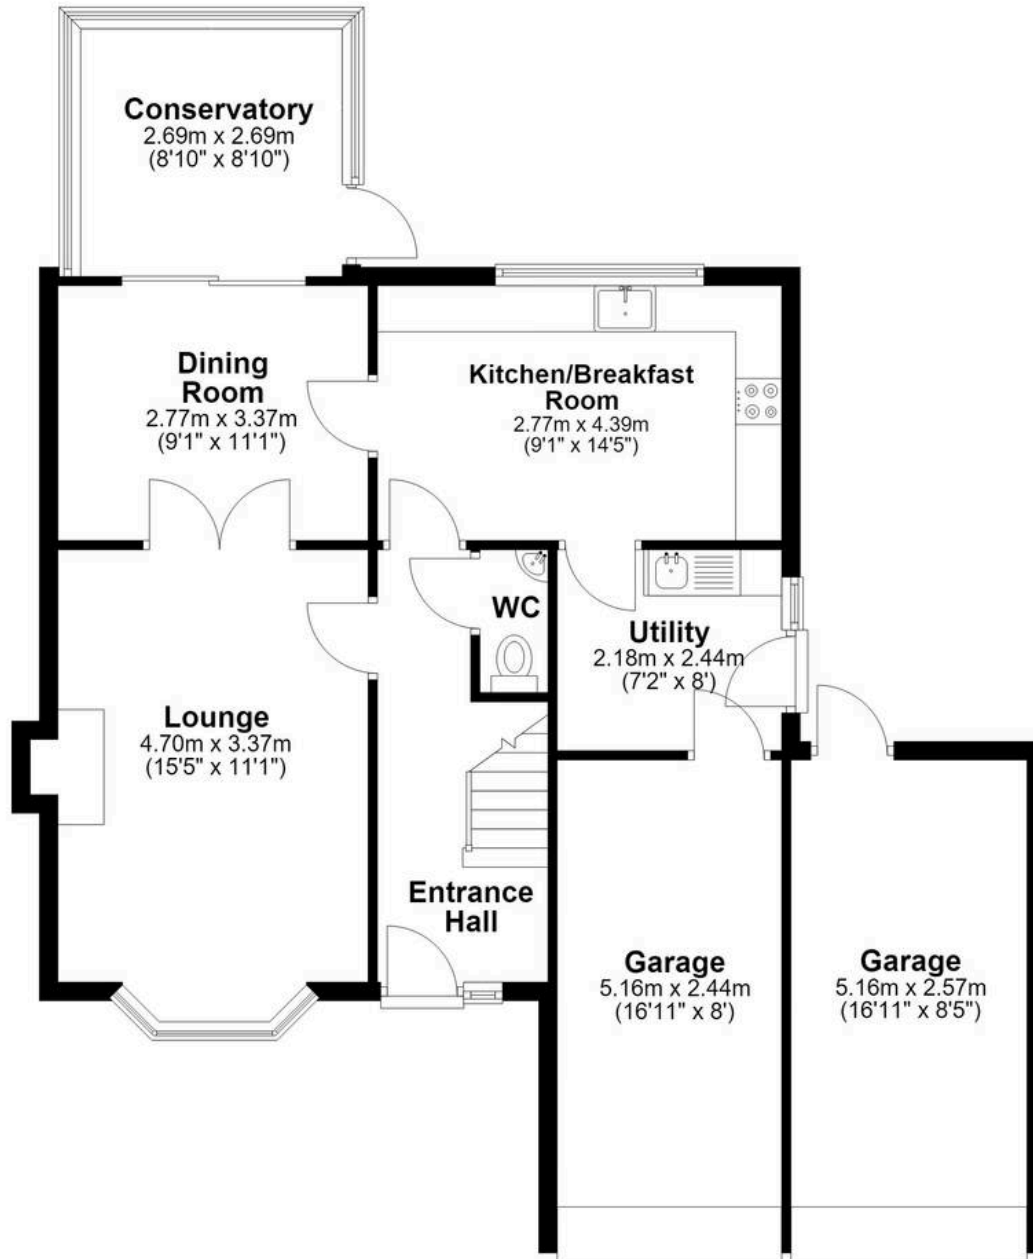 Conservatory
2.69m x 2.69m
(8'10" x 8'10")
Dining
Room
2.77m x 3.37m
(9'1" x 11'1")
Kitchen/Breakfast
Room
2.77m x 4.39m
(9'1" x 14'5")
WC
Utility
2.18m x 2.44m
(7'2" x 8')
Lounge
4.70m x 3.37m
(15'5" x 11'1")
Entrance
Hall
Garage
5.16m x 2.44m
(16'11" x 8')
Garage
5.16m x 2.57m
(16'11" x 8'5")